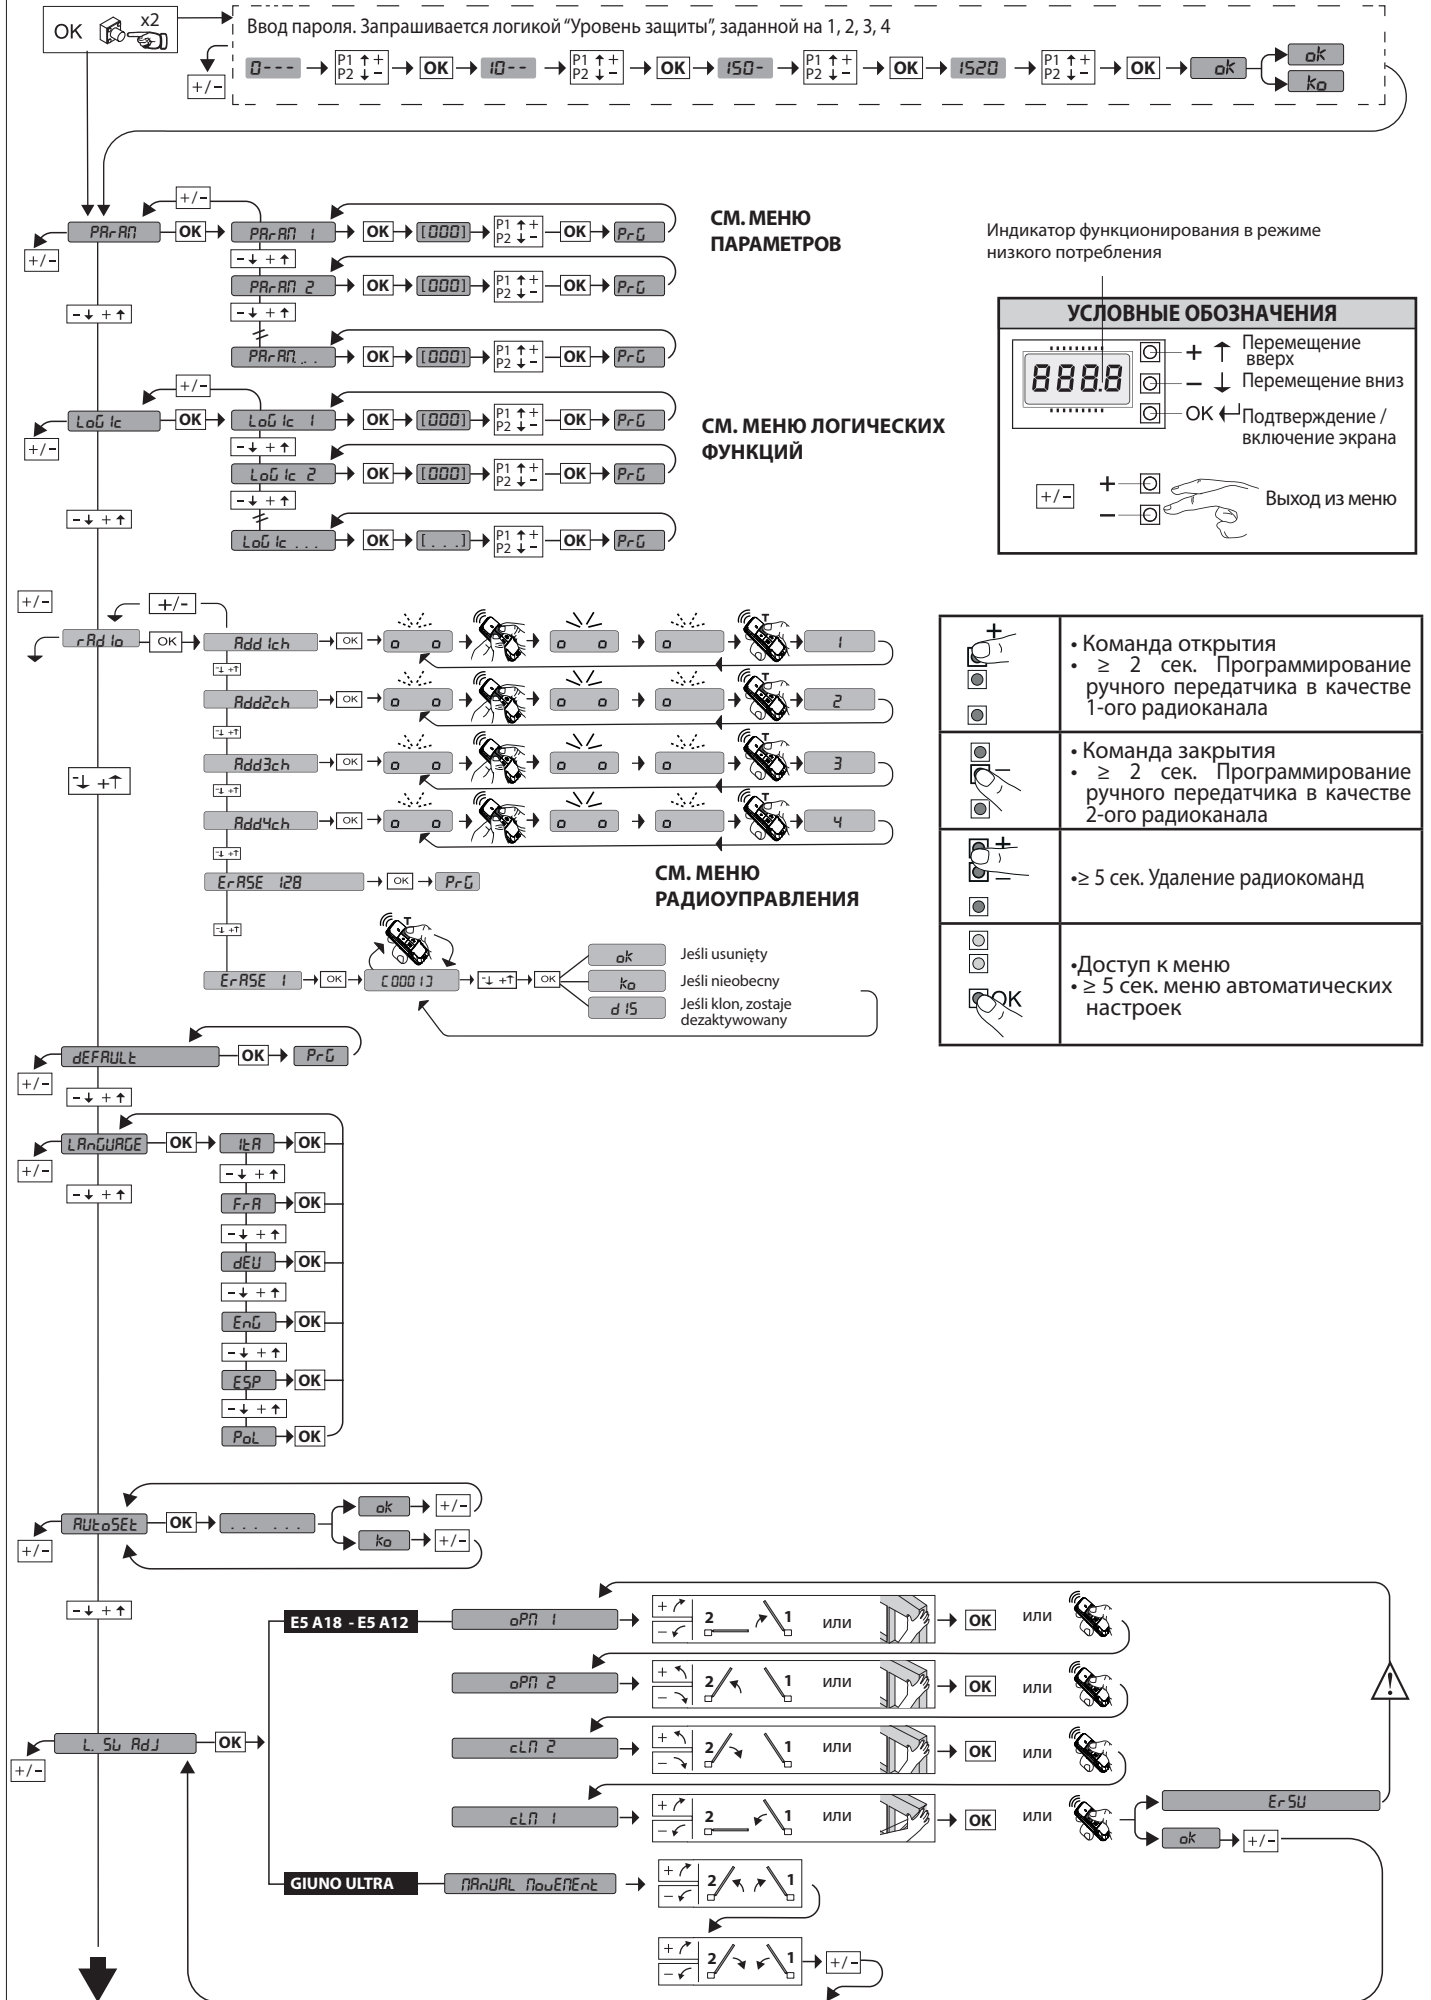 OK x2
Ввод пароля. Запрашивается логикой “Уровень защиты”, заданной на 1, 2, 3, 4
+/-
0--- P1 ↑ + P2 ↓ - OK 10-- P1 ↑ + P2 ↓ - OK 150- P1 ↑ + P2 ↓ - OK 1520 P1 ↑ + P2 ↓ - OK ok ok
ko
+/-
PArAM OK PArAM 1 OK [000] P1 ↑ + P2 ↓ - OK PrG
+/-
- ↓ + ↑
PArAM 2 OK [000] P1 ↑ + P2 ↓ - OK PrG
- ↓ + ↑
- ↓ + ↑
PArAM... OK [000] P1 ↑ + P2 ↓ - OK PrG
СМ. МЕНЮ
ПАРАМЕТРОВ
+/-
LoGIc OK LoGIc 1 OK [000] P1 ↑ + P2 ↓ - OK PrG
+/-
- ↓ + ↑
LoGIc 2 OK [000] P1 ↑ + P2 ↓ - OK PrG
- ↓ + ↑
- ↓ + ↑
LoGIc ... OK [...] P1 ↑ + P2 ↓ - OK PrG
СМ. МЕНЮ ЛОГИЧЕСКИХ
ФУНКЦИЙ
Индикатор функционирования в режиме
низкого потребления
УСЛОВНЫЕ ОБОЗНАЧЕНИЯ
888.8
+ ↑ Перемещение
вверх
– ↓ Перемещение вниз
OK Подтверждение /
включение экрана
+/- + – Выход из меню
+/- +/-
rAdIo OK Add1ch OK o o o o o T 1
-↓ +↑
Add2ch OK o o o o o T 2
-↓ +↑
Add3ch OK o o o o o T 3
-↓ +↑ -↓ +↑
Add4ch OK o o o o o T 4
-↓ +↑
ErASE 128 OK PrG
СМ. МЕНЮ
РАДИОУПРАВЛЕНИЯ
-↓ +↑
T
ErASE 1 OK [0001] -↓ +↑ OK
ok Jeśli usunięty
ko Jeśli nieobecny
dIS Jeśli klon, zostaje
dezaktywowany
+
• Команда открытия
• ≥ 2 сек. Программирование
ручного передатчика в качестве
1-ого радиоканала
–
• Команда закрытия
• ≥ 2 сек. Программирование
ручного передатчика в качестве
2-ого радиоканала
+
–
•≥ 5 сек. Удаление радиокоманд
OK
•Доступ к меню
• ≥ 5 сек. меню автоматических
настроек
dEFAULt OK PrG
+/-
- ↓ + ↑
LAnGUAGE OK ItA OK
+/-
- ↓ + ↑
- ↓ + ↑
FrA OK
- ↓ + ↑
dEU OK
- ↓ + ↑
EnG OK
- ↓ + ↑
ESP OK
- ↓ + ↑
PoL OK
AUtoSEt OK ... ... ok +/-
ko +/-
+/-
- ↓ + ↑
E5 A18 - E5 A12 oPM 1 + – 2 1 или OK или
oPM 2 + – 2 1 или OK или
L. SW AdJ OK
+/-
cLM 2 + – 2 1 или OK или
cLM 1 + – 2 1 или OK или
ErSW
ok +/-
!
GIUNO ULTRA MAnUAL MovEMEnt + – 2 1
+ – 2 1 +/-